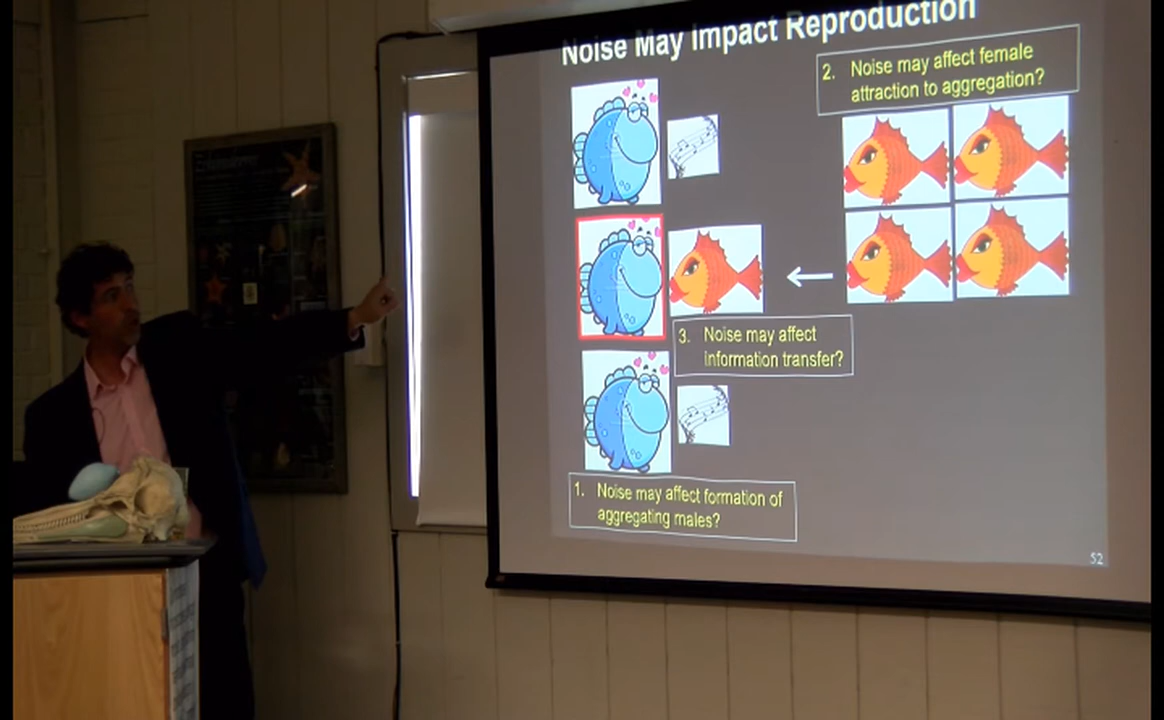 Noise May Impact Reproduction
2. Noise may affect female
attraction to aggregation?
3. Noise may affect
information transfer?
1. Noise may affect formation of
aggregating males?
52